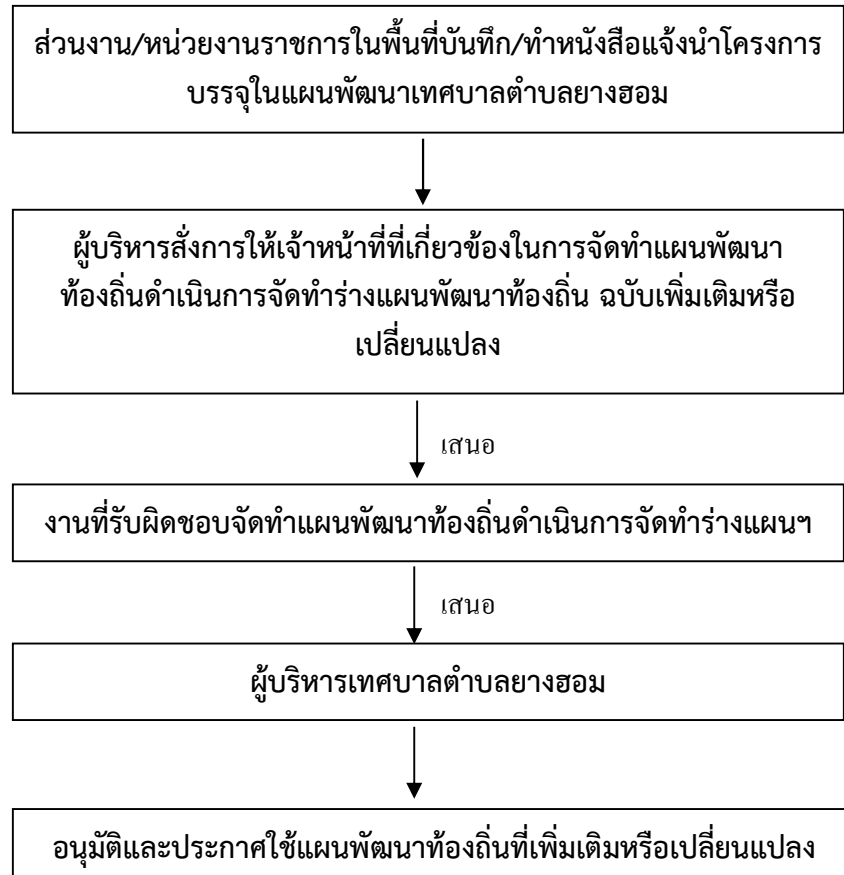 ส่วนงาน/หน่วยงานราชการในพื้นที่บันทึก/ทำหนังสือแจ้งนำโครงการ
บรรจุในแผนพัฒนาเทศบาลตำบลยางฮอม
ผู้บริหารสั่งการให้เจ้าหน้าที่ที่เกี่ยวข้องในการจัดทำแผนพัฒนา
ท้องถิ่นดำเนินการจัดทำร่างแผนพัฒนาท้องถิ่น ฉบับเพิ่มเติมหรือ
เปลี่ยนแปลง
เสนอ
งานที่รับผิดชอบจัดทำแผนพัฒนาท้องถิ่นดำเนินการจัดทำร่างแผนฯ
เสนอ
ผู้บริหารเทศบาลตำบลยางฮอม
อนุมัติและประกาศใช้แผนพัฒนาท้องถิ่นที่เพิ่มเติมหรือเปลี่ยนแปลง